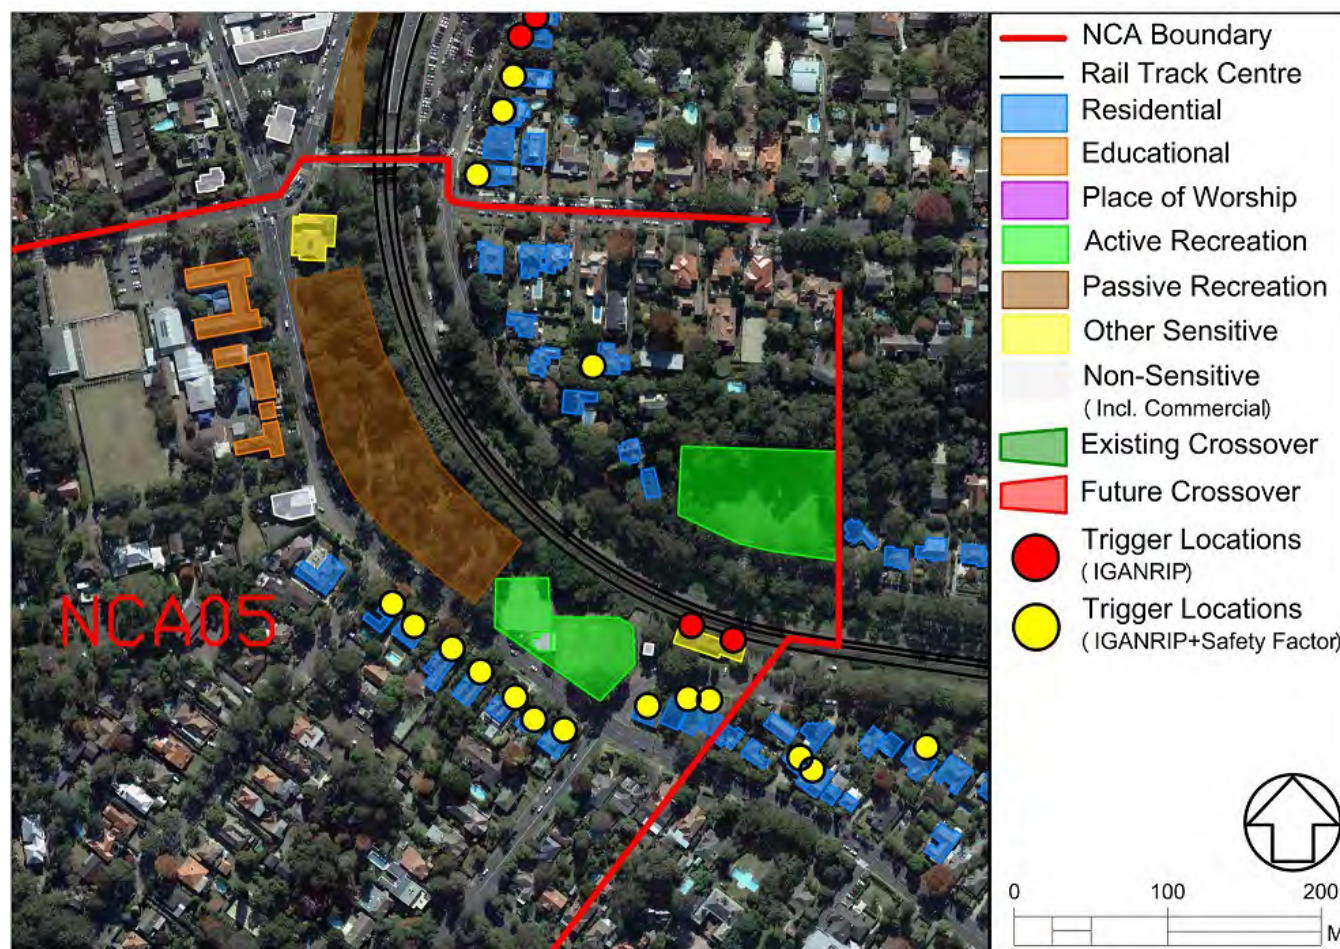 NCA05
NCA Boundary
Rail Track Centre
Residential
Educational
Place of Worship
Active Recreation
Passive Recreation
Other Sensitive
Non-Sensitive
( Incl. Commercial)
Existing Crossover
Future Crossover
Trigger Locations
( IGANRIP)
Trigger Locations
( IGANRIP+Safety Factor)
0 100 200
M